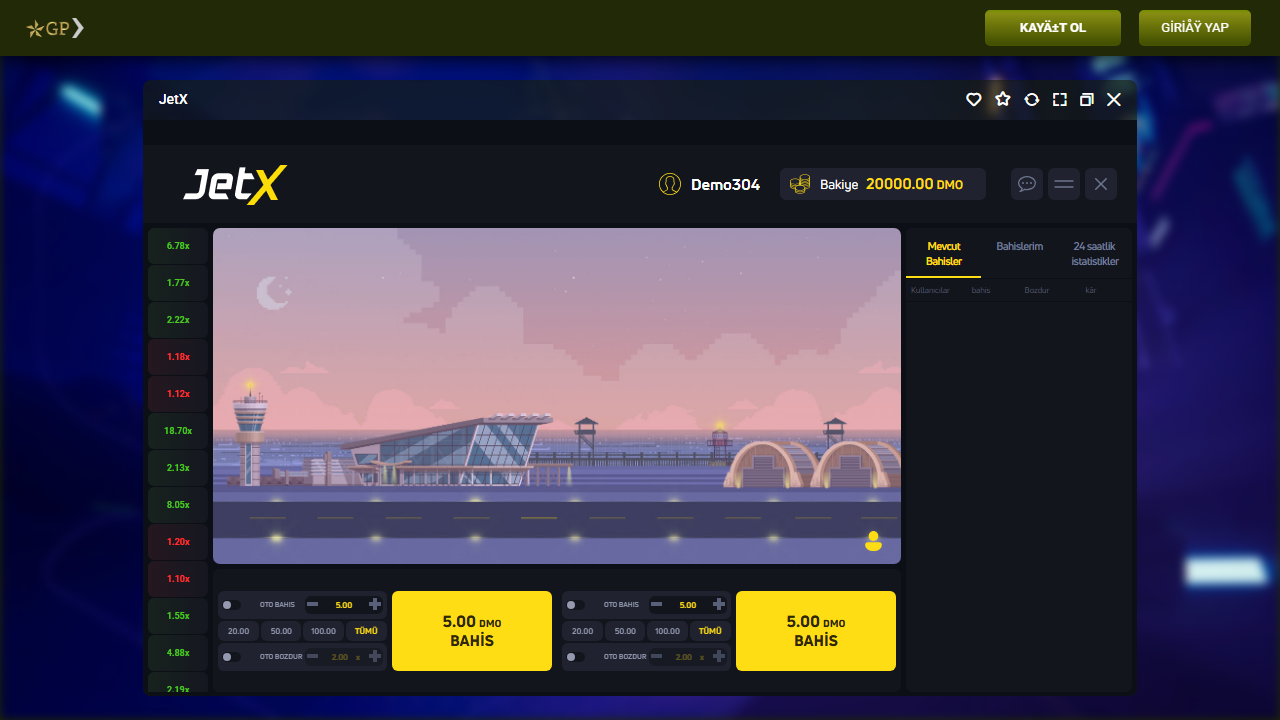 GP
KAYÄ±T OL
GİRİÅŸ YAP
JetX
JetX
Demo304
Bakiye 20000.00 DMO
6.78x
1.77x
2.22x
1.18x
1.12x
18.70x
2.13x
8.05x
1.20x
1.10x
1.55x
4.88x
2.19x
Mevcut Bahisler
Bahislerim
24 saatlik istatistikler
Kullanıcılar bahis Bozdur kâr
OTO BAHIS 5.00
20.00 50.00 100.00 TÜMÜ
OTO BOZDUR 2.00 x
5.00 DMO
BAHİS
OTO BAHIS 5.00
20.00 50.00 100.00 TÜMÜ
OTO BOZDUR 2.00 x
5.00 DMO
BAHİS